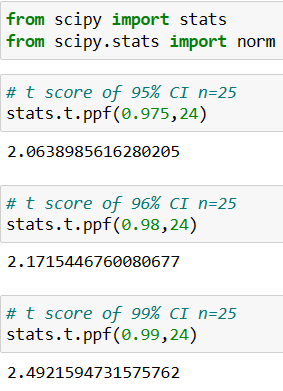 from scipy import stats
from scipy.stats import norm
# t score of 95% CI n=25
stats.t.ppf(0.975,24)
2.0638985616280205
# t score of 96% CI n=25
stats.t.ppf(0.98,24)
2.1715446760080677
# t score of 99% CI n=25
stats.t.ppf(0.99,24)
2.4921594731575762